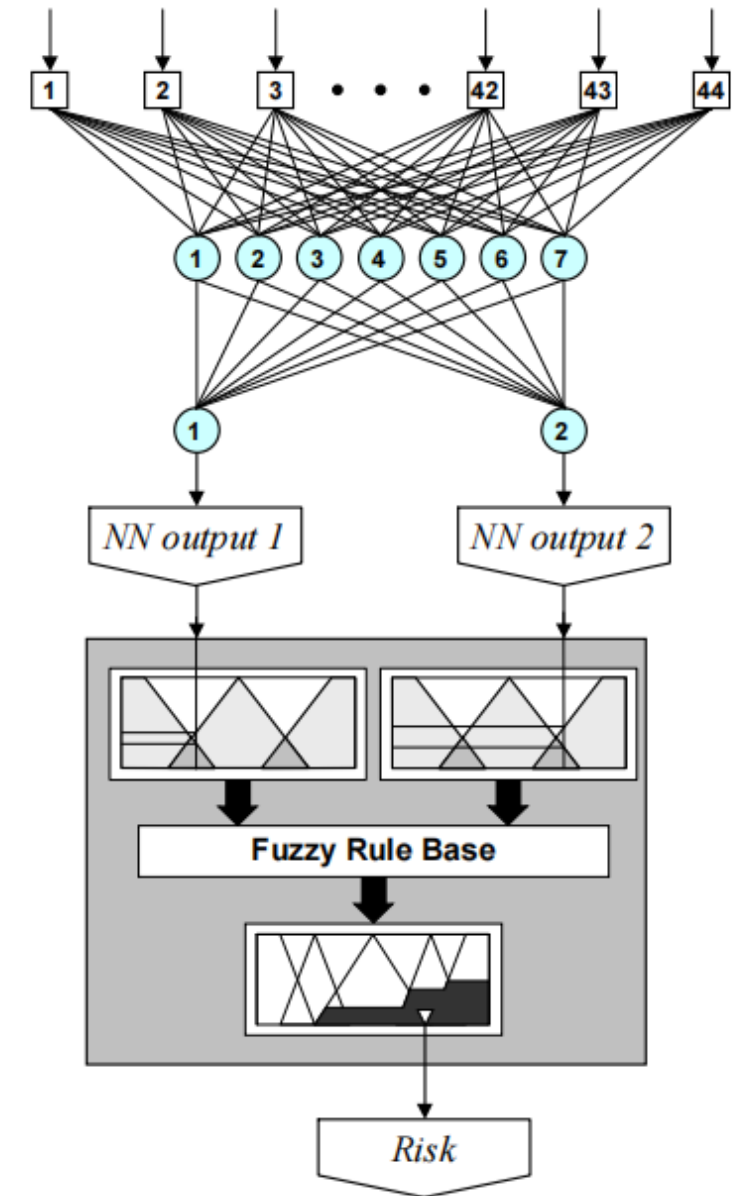 1 2 3 • • • 42 43 44
1 2 3 4 5 6 7
1 2
NN output 1 NN output 2
Fuzzy Rule Base
Risk